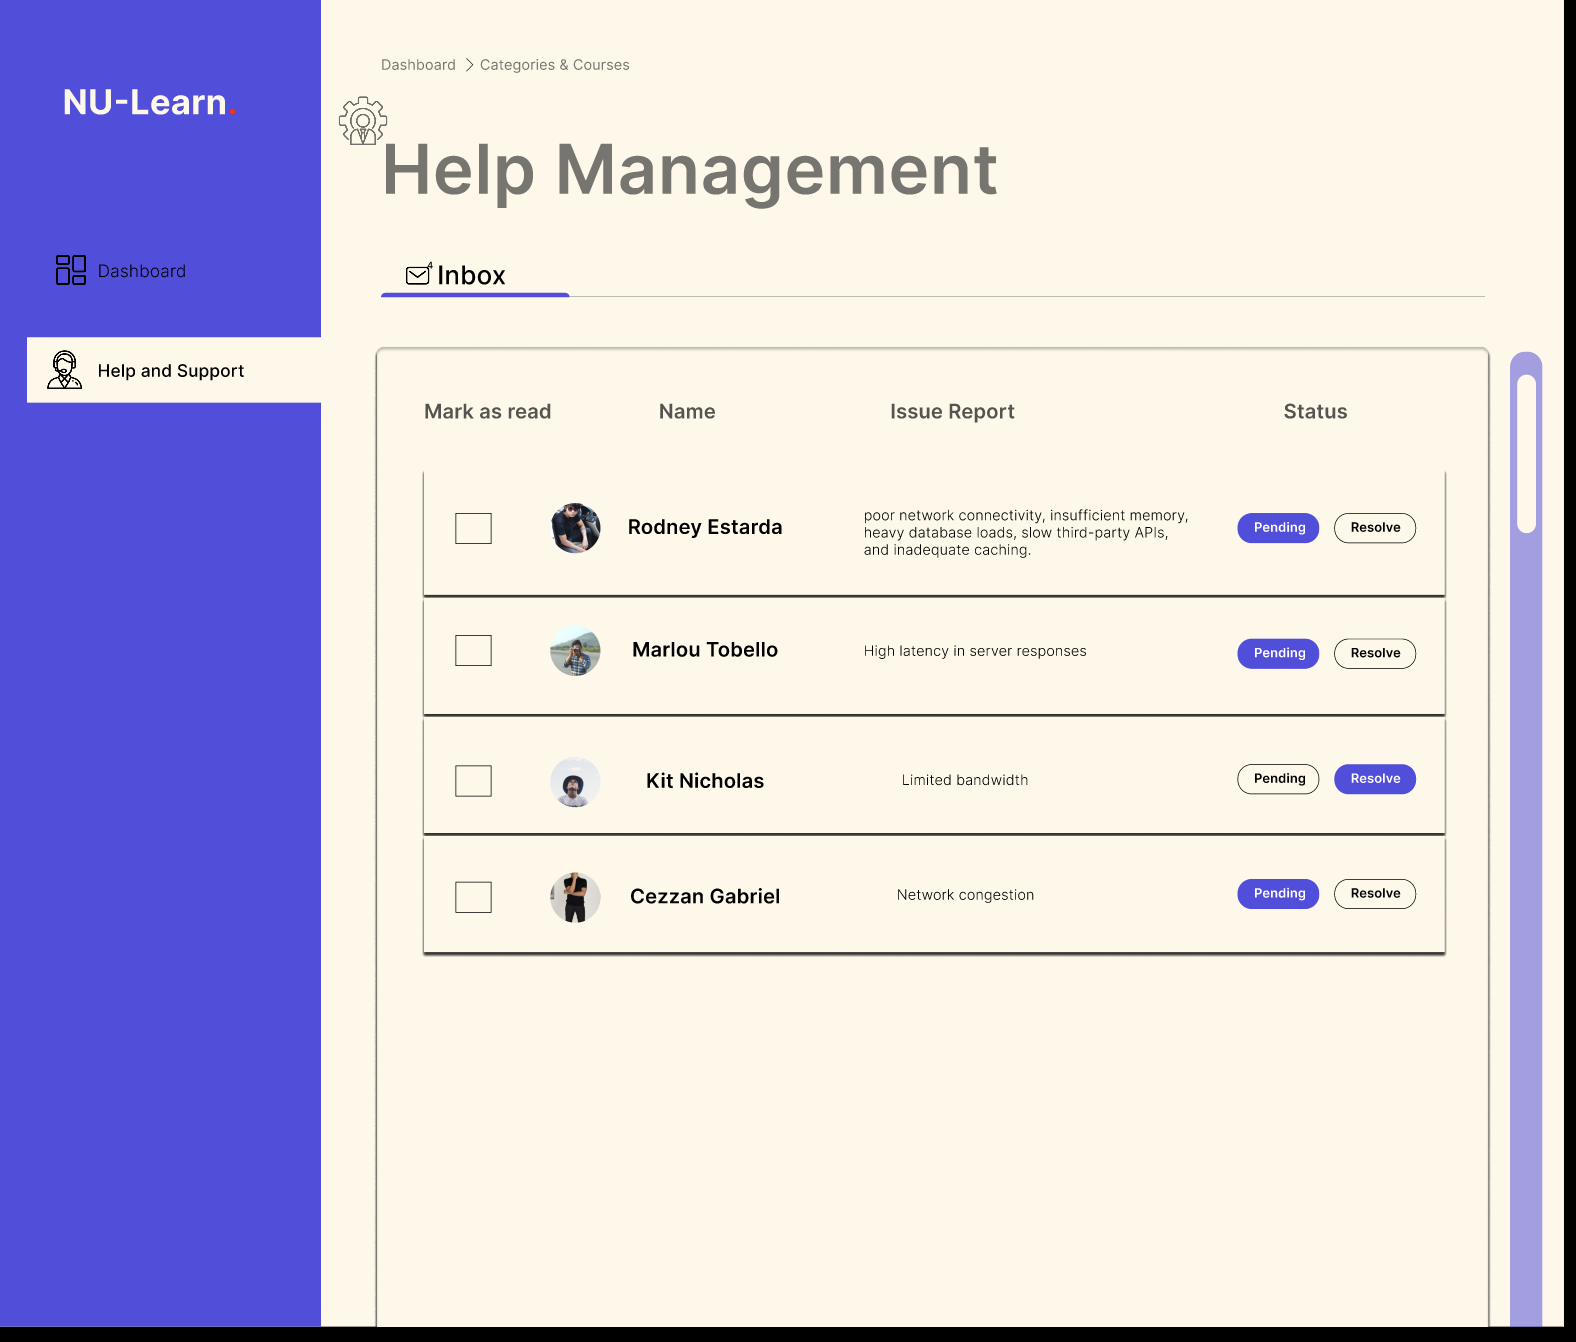 Dashboard > Categories & Courses
NU-Learn.
Help Management
Dashboard
4 Inbox
Help and Support
Mark as read Name Issue Report Status
Rodney Estarda
poor network connectivity, insufficient memory,
heavy database loads, slow third-party APIs,
and inadequate caching.
Pending Resolve
Marlou Tobello High latency in server responses Pending Resolve
Kit Nicholas Limited bandwidth Pending Resolve
Cezzan Gabriel Network congestion Pending Resolve